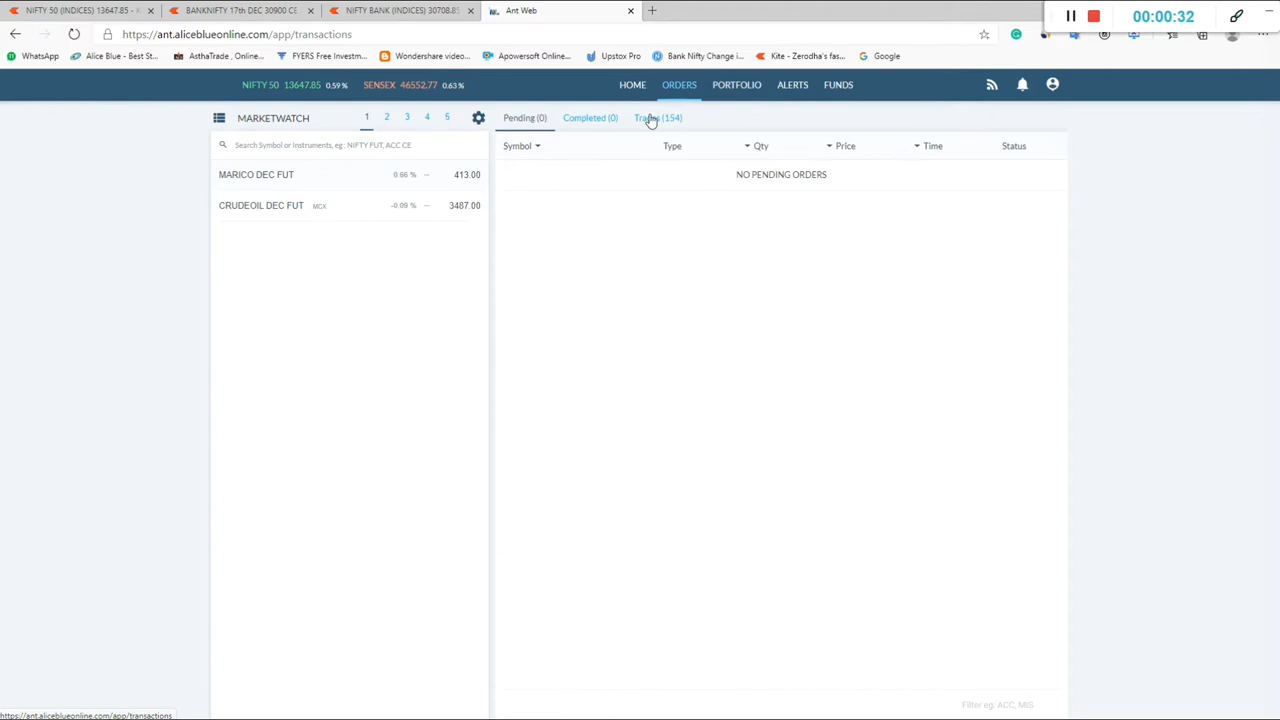 NIFTY 50 (INDICES) 13647.85 -
BANKNIFTY 17th DEC 30900 CE
NIFTY BANK (INDICES) 30708.85
Ant Web
00:00:32
https://ant.aliceblueonline.com/app/transactions
WhatsApp
Alice Blue - Best St...
AsthaTrade , Online...
FYERS Free Investm...
Wondershare video...
Apowersoft Online...
Upstox Pro
Bank Nifty Change i...
Kite - Zerodha's fas...
Google
NIFTY 50 13647.85 0.59 %
SENSEX 46552.77 0.63 %
HOME
ORDERS
PORTFOLIO
ALERTS
FUNDS
MARKETWATCH
1 2 3 4 5
Pending (0)
Completed (0)
(154)
Search Symbol or Instruments, eg : NIFTY FUT, ACC CE
Symbol
Type
Qty
Price
Time
Status
MARICO DEC FUT 0.66 % -- 413.00
NO PENDING ORDERS
CRUDEOIL DEC FUT MCX -0.09 % -- 3487.00
Filter eg: ACC, MIS
https://ant.aliceblueonline.com/app/transactions